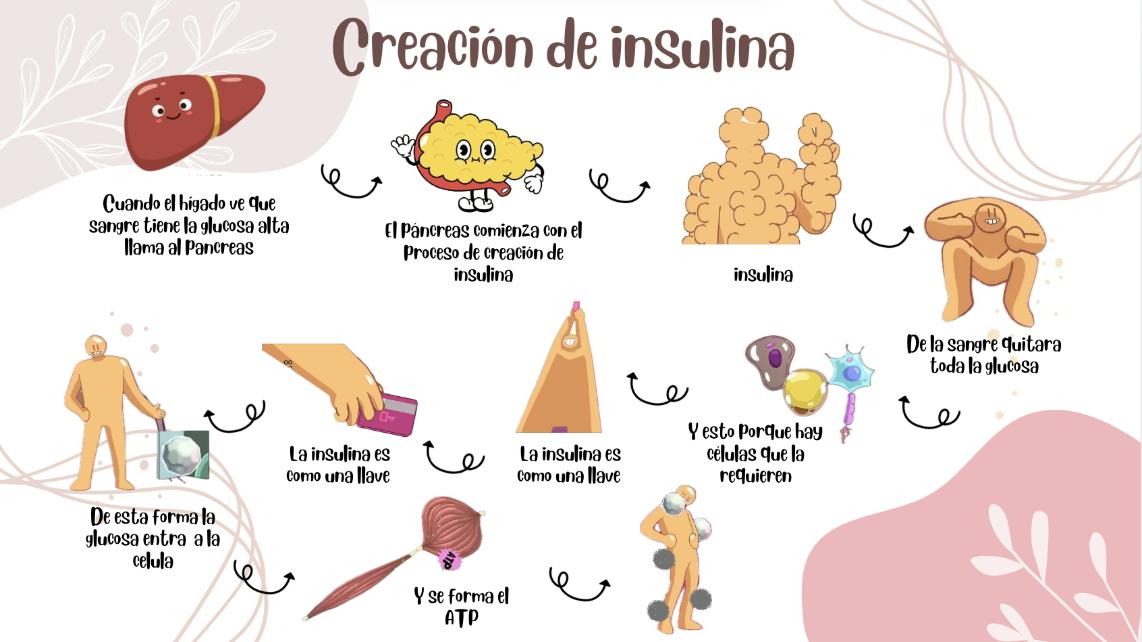 Creación de insulina
Cuando el hígado ve que
sangre tiene la glucosa alta
llama al Páncreas
El Páncreas comienza con el
Proceso de creación de
insulina
insulina
De la sangre quitara
toda la glucosa
Y esto Porque hay
células que la
requieren
La insulina es
como una llave
La insulina es
como una llave
De esta forma la
glucosa entra a la
celula
ATP
Y se forma el
ATP